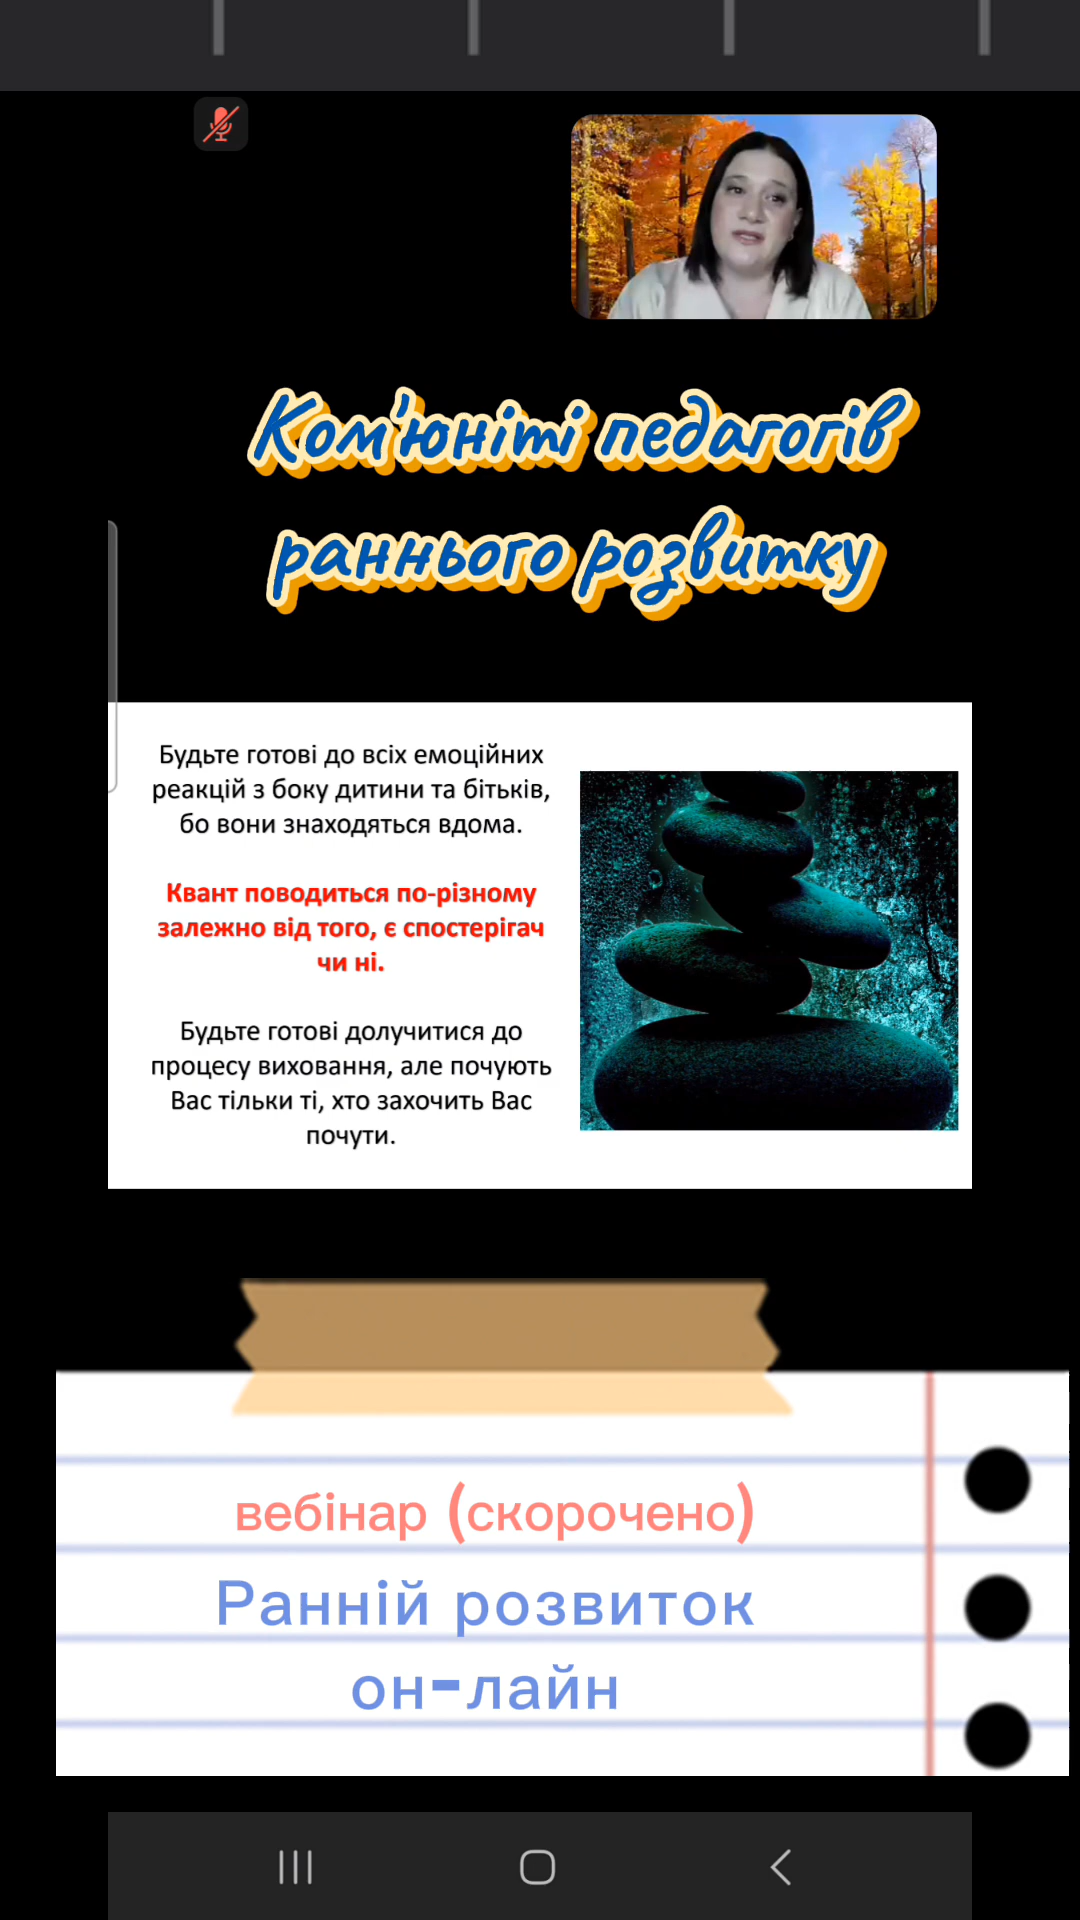 Ком'юніті педагогів
раннього розвитку
Будьте готові до всіх емоційних
реакцій з боку дитини та бітьків,
бо вони знаходяться вдома.
Квант поводиться по-різному
залежно від того, є спостерігач
чи ні.
Будьте готові долучитися до
процесу виховання, але почують
Вас тільки ті, хто захочить Вас
почути.
вебінар (скорочено)
Ранній розвиток
он-лайн